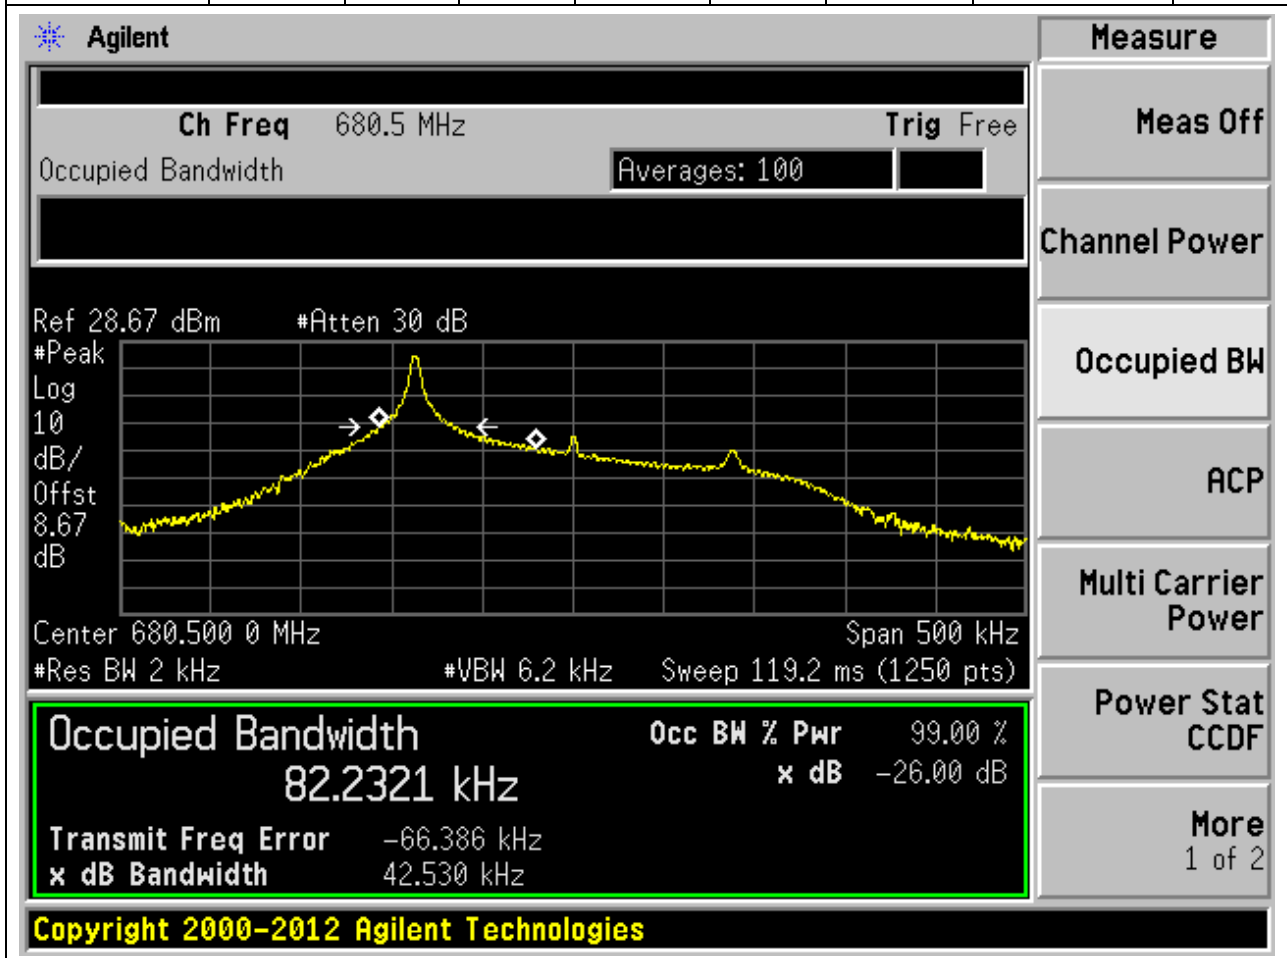 Agilent
Measure
Ch Freq 680.5 MHz Trig Free
Occupied Bandwidth Averages: 100
Ref 28.67 dBm #Atten 30 dB
#Peak
Log
10
dB/
Offst
8.67
dB
Center 680.500 0 MHz Span 500 kHz
#Res BW 2 kHz #VBW 6.2 kHz Sweep 119.2 ms (1250 pts)
Occupied Bandwidth
82.2321 kHz
Occ BW % Pwr 99.00 %
x dB -26.00 dB
Transmit Freq Error -66.386 kHz
x dB Bandwidth 42.530 kHz
Copyright 2000-2012 Agilent Technologies
Meas Off
Channel Power
Occupied BW
ACP
Multi Carrier
Power
Power Stat
CCDF
More
1 of 2